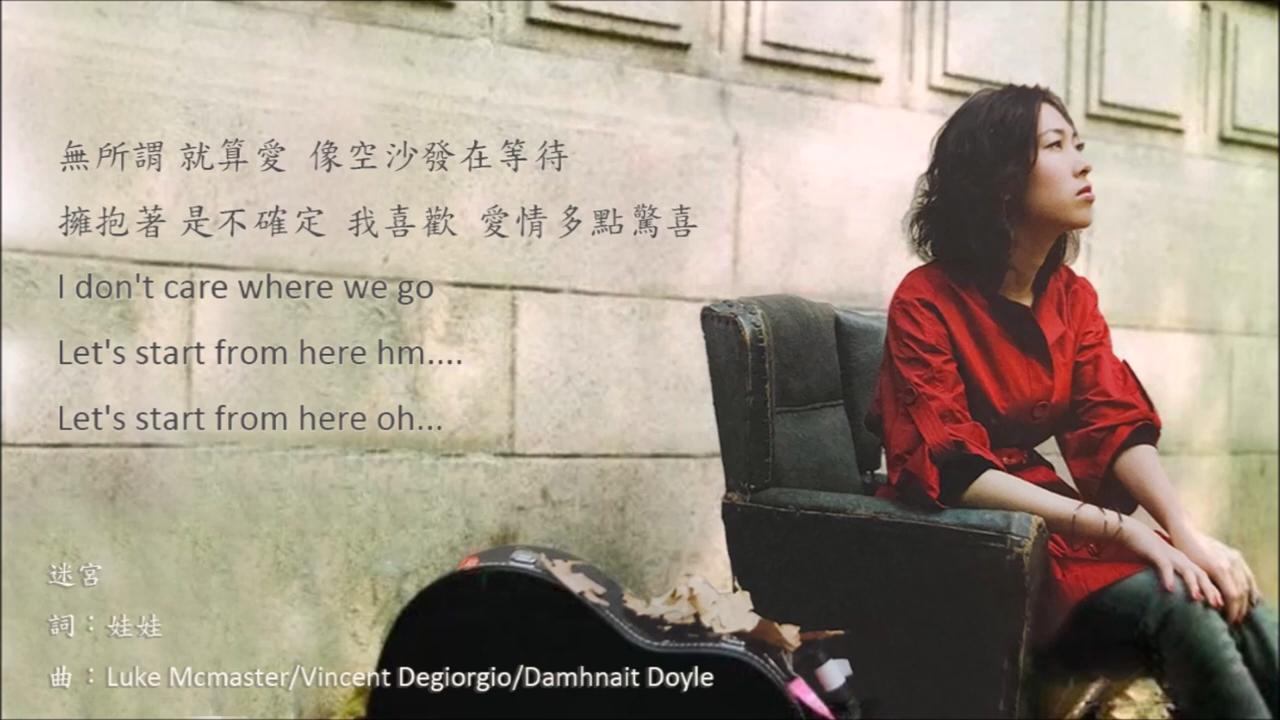 無所謂 就算愛 像空沙發在等待
擁抱著 是不確定 我喜歡 愛情多點驚喜
I don't care where we go
Let's start from here hm....
Let's start from here oh...
迷宮
詞：娃娃
曲：Luke Mcmaster/Vincent Degiorgio/Damhnait Doyle